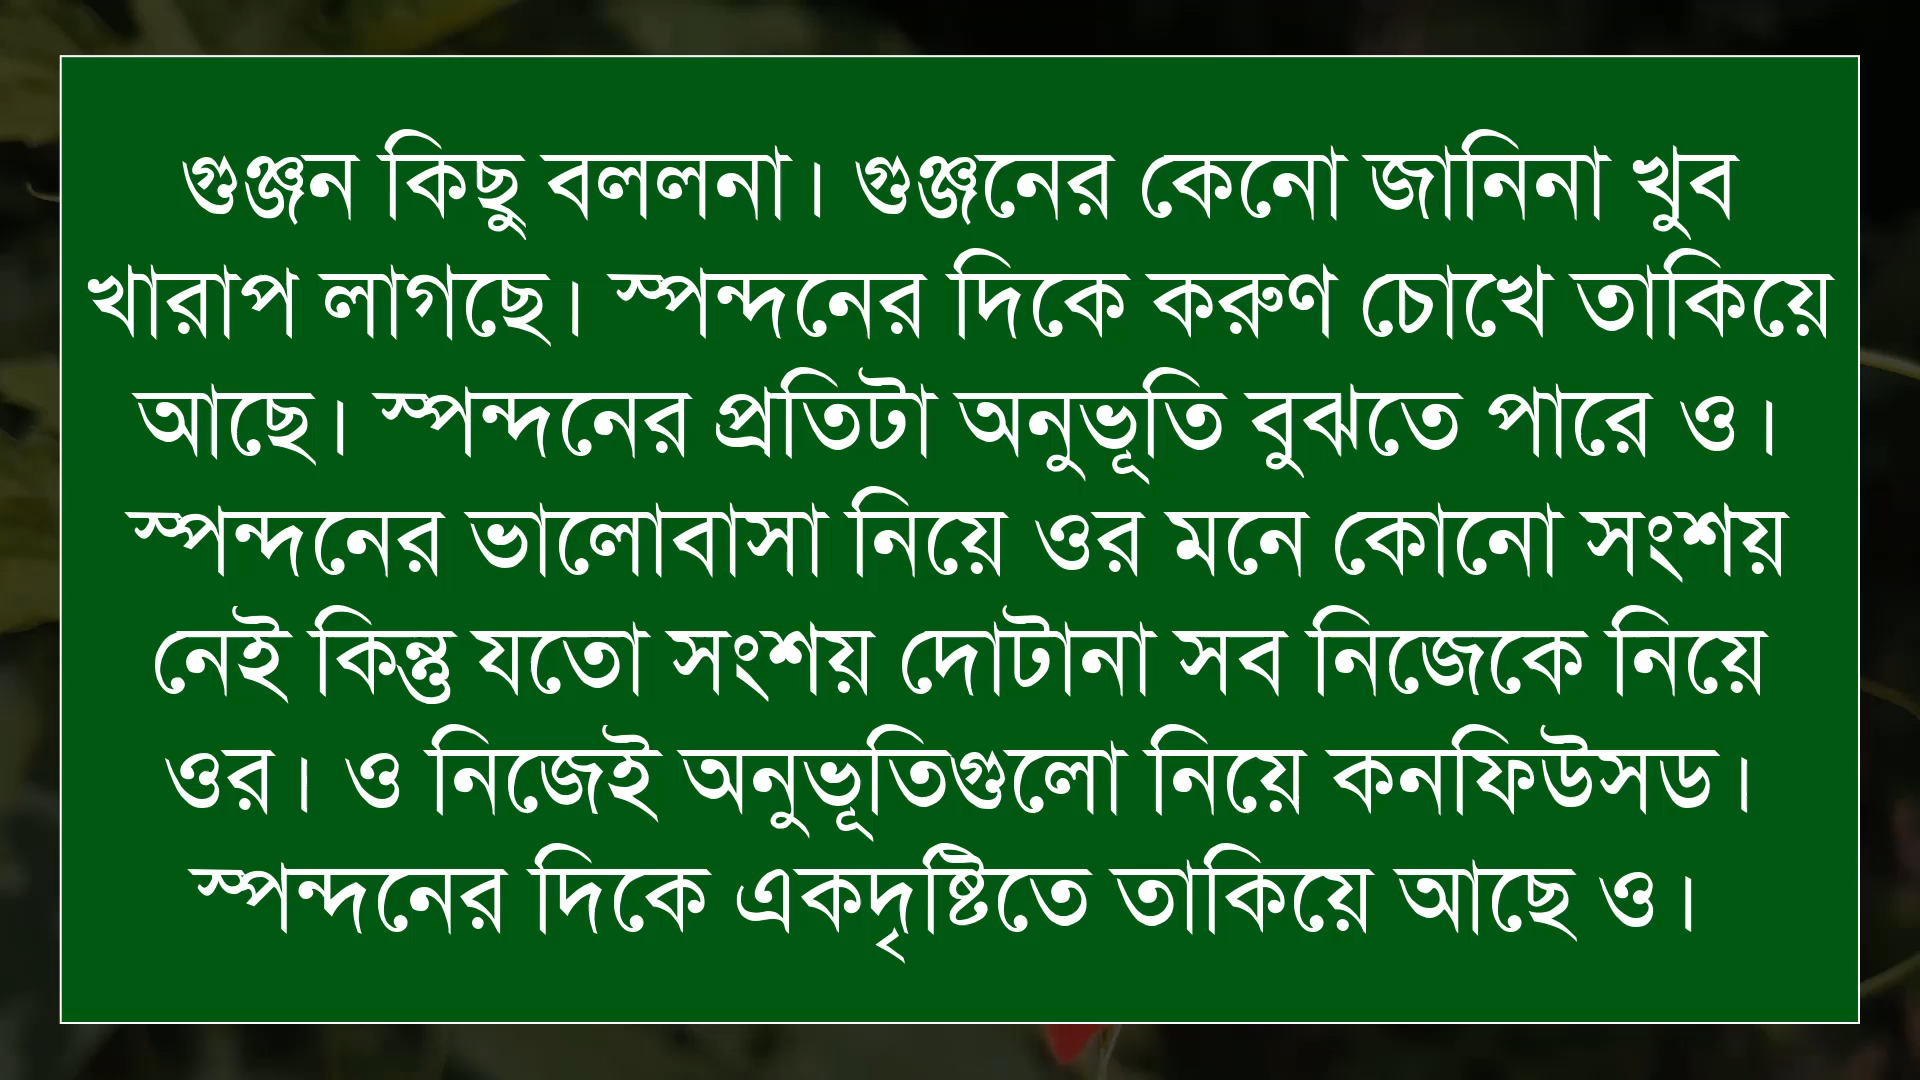 গুঞ্জন কিছু বললনা। গুঞ্জনের কেনো জানিনা খুব
খারাপ লাগছে। স্পন্দনের দিকে করুণ চোখে তাকিয়ে
আছে। স্পন্দনের প্রতিটা অনুভূতি বুঝতে পারে ও।
স্পন্দনের ভালোবাসা নিয়ে ওর মনে কোনো সংশয়
নেই কিন্তু যতো সংশয় দোটানা সব নিজেকে নিয়ে
ওর। ও নিজেই অনুভূতিগুলো নিয়ে কনফিউসড।
স্পন্দনের দিকে একদৃষ্টিতে তাকিয়ে আছে ও।